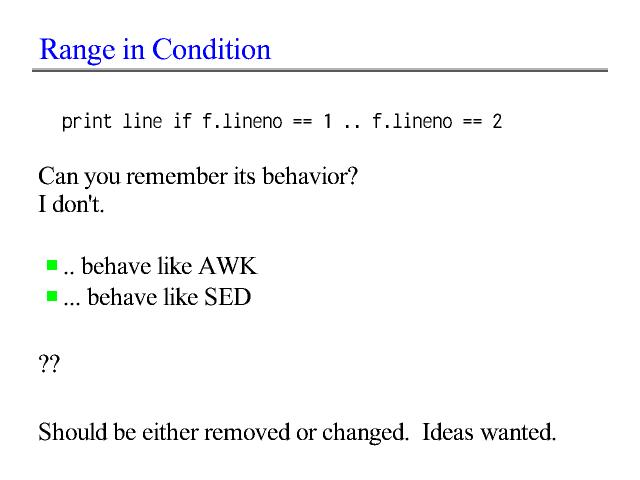 Range in Condition
print line if f.lineno == 1 .. f.lineno == 2
Can you remember its behavior?
I don't.
.. behave like AWK
... behave like SED
??
Should be either removed or changed. Ideas wanted.